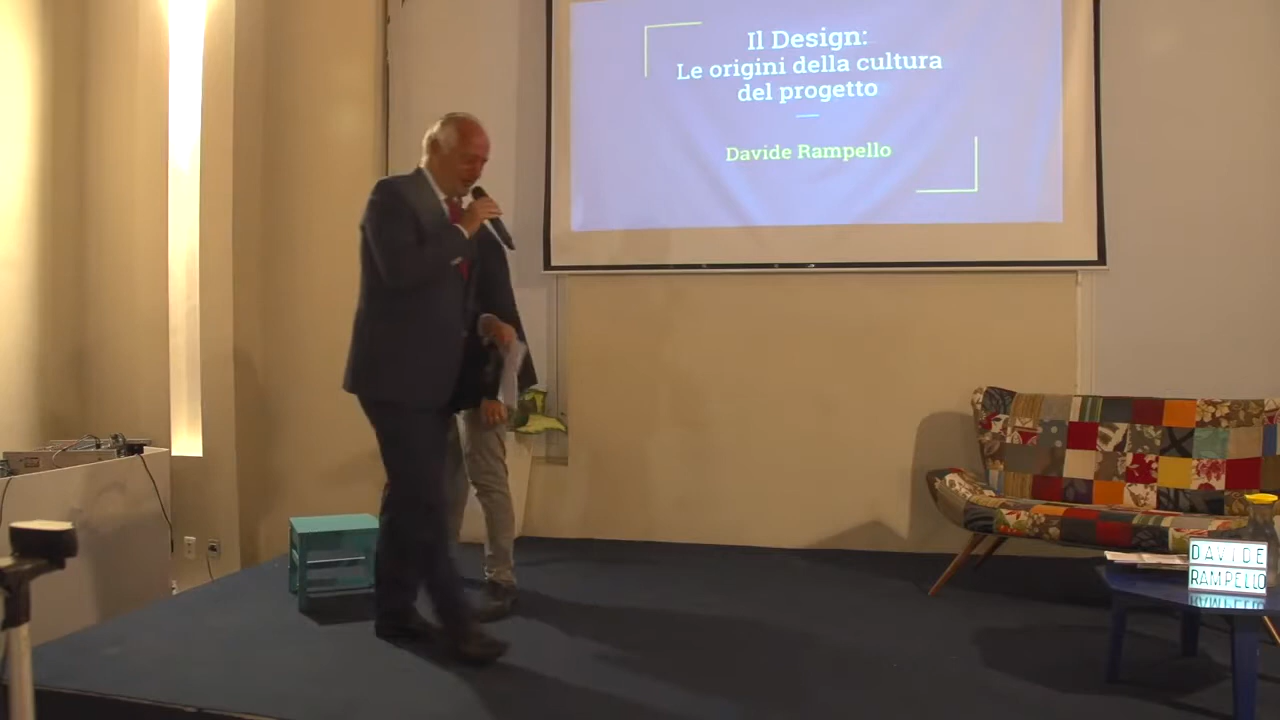 Il Design:
Le origini della cultura
del progetto
Davide Rampello
DAVIDE
RAMPELLO